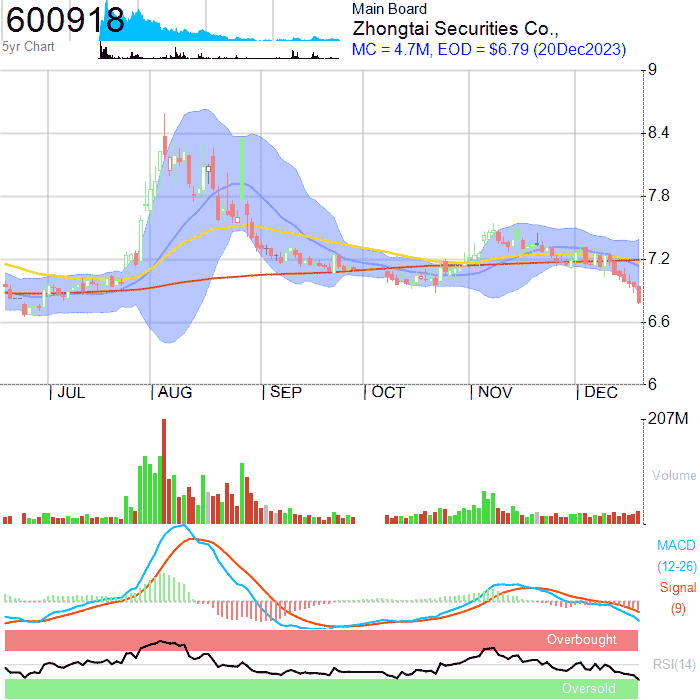 600918
5yr Chart
Main Board
Zhongtai Securities Co.,
MC = 4.7M, EOD = $6.79 (20Dec2023)
9
8.4
7.8
7.2
6.6
6
JUL
AUG
SEP
OCT
NOV
DEC
207M
Volume
MACD
(12-26)
Signal
(9)
Overbought
RSI(14)
Oversold